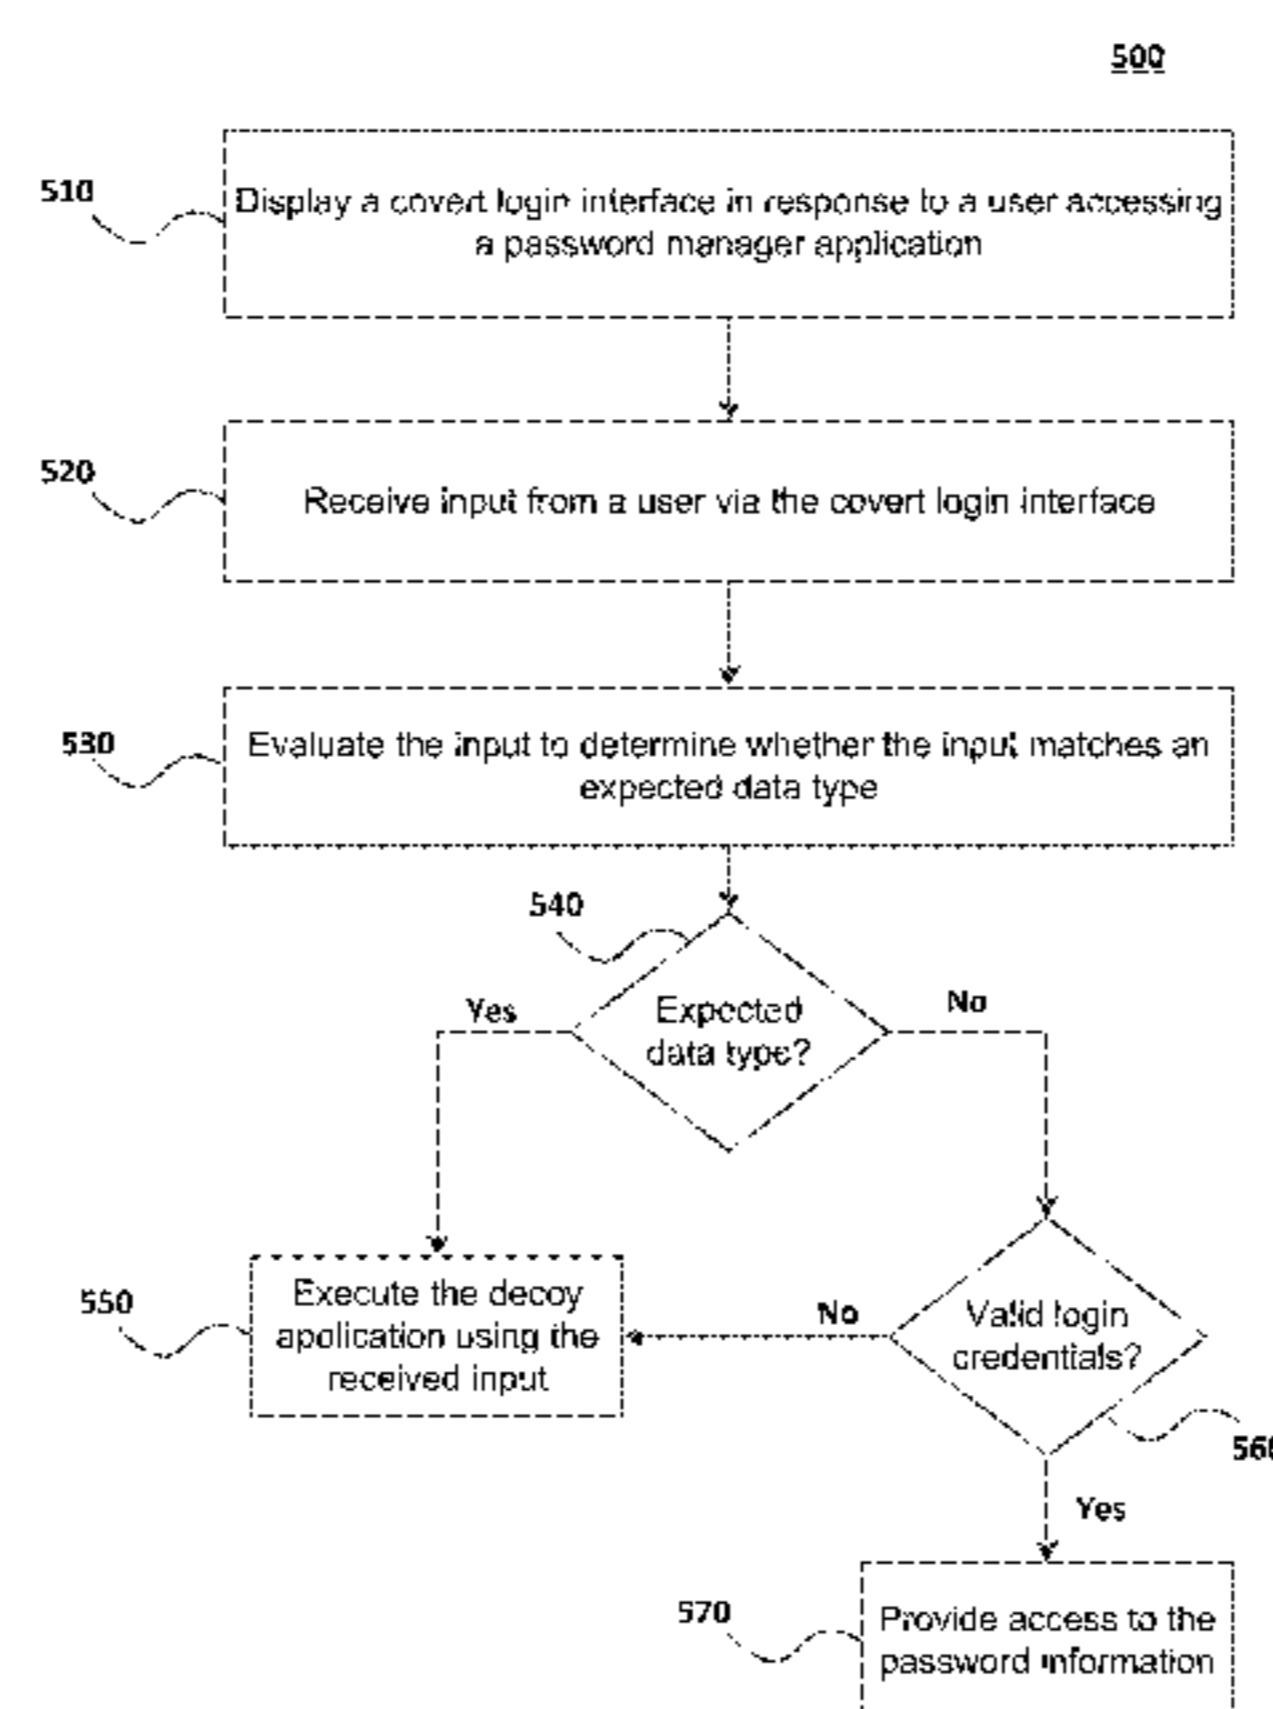 500
510
Display a covert login interface in response to a user accessing
a password manager application
520
Receive input from a user via the covert login interface
530
Evaluate the input to determine whether the input matches an
expected data type
540
Yes
Expected
data type?
No
550
Execute the decoy
application using the
received input
No
Valid login
credentials?
560
Yes
570
Provide access to the
password information